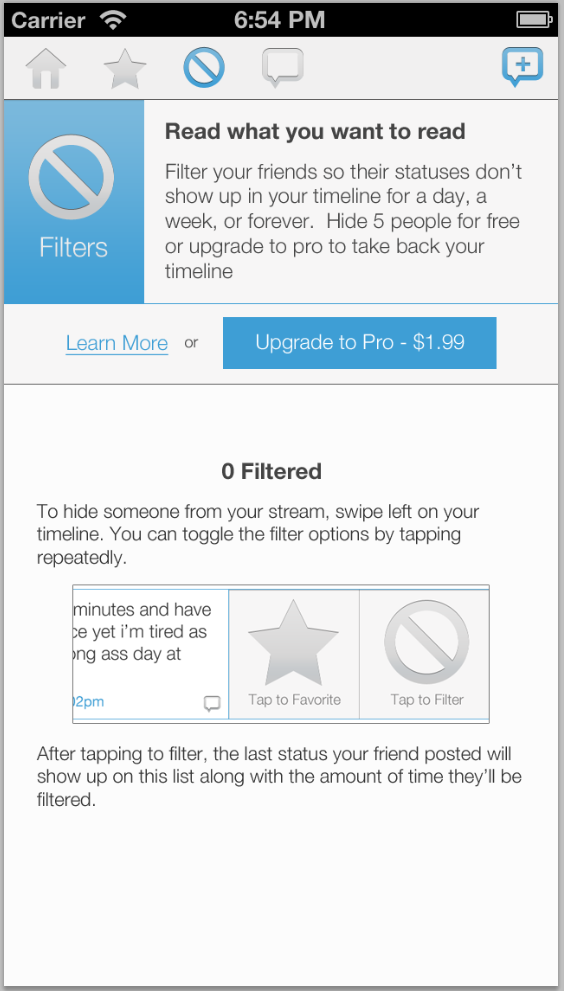 Carrier 6:54 PM
Read what you want to read
Filter your friends so their statuses don't
show up in your timeline for a day, a
week, or forever.  Hide 5 people for free
or upgrade to pro to take back your
timeline
Filters
Learn More or Upgrade to Pro - $1.99
0 Filtered
To hide someone from your stream, swipe left on your
timeline. You can toggle the filter options by tapping
repeatedly.
minutes and have
ce yet i'm tired as
ong ass day at
02pm
Tap to Favorite
Tap to Filter
After tapping to filter, the last status your friend posted will
show up on this list along with the amount of time they'll be
filtered.